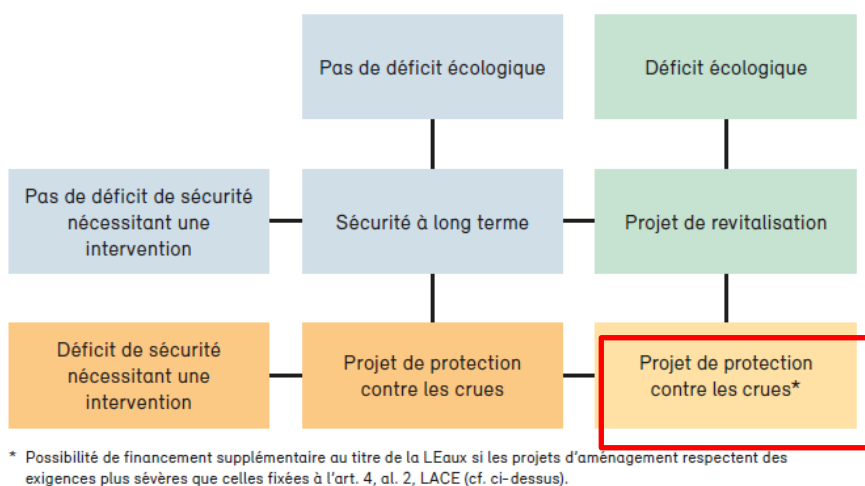 Pas de déficit écologique
Déficit écologique
Pas de déficit de sécurité
nécessitant une
intervention
Sécurité à long terme
Projet de revitalisation
Déficit de sécurité
nécessitant une
intervention
Projet de protection
contre les crues
Projet de protection
contre les crues*
* Possibilité de financement supplémentaire au titre de la LEaux si les projets d'aménagement respectent des
exigences plus sévères que celles fixées à l'art. 4, al. 2, LACE (cf. ci-dessus).